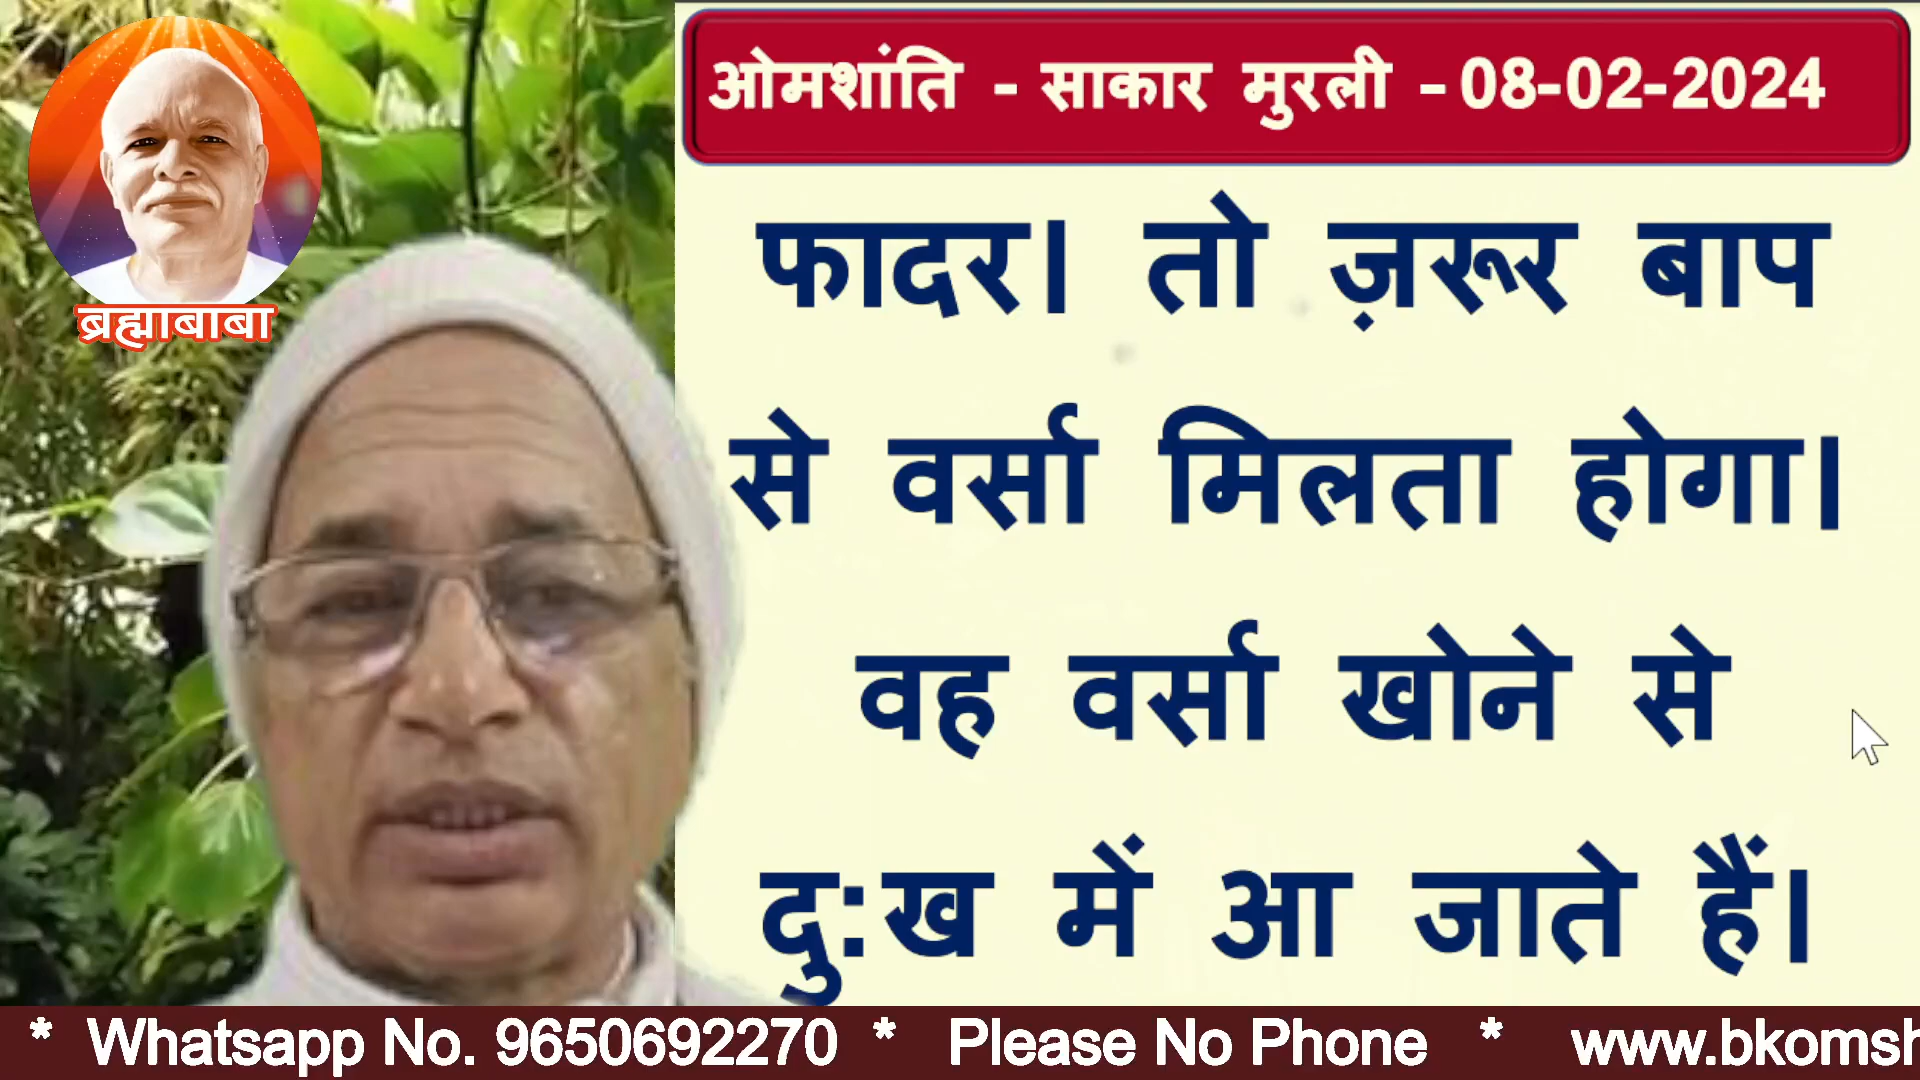 ओमशांति - साकार मुरली - 08-02-2024
ब्रह्माबाबा
फादर। तो ज़रूर बाप
से वर्सा मिलता होगा।
वह वर्सा खोने से
दु:ख में आ जाते हैं।
* Whatsapp No. 9650692270 * Please No Phone * www.bkomsh